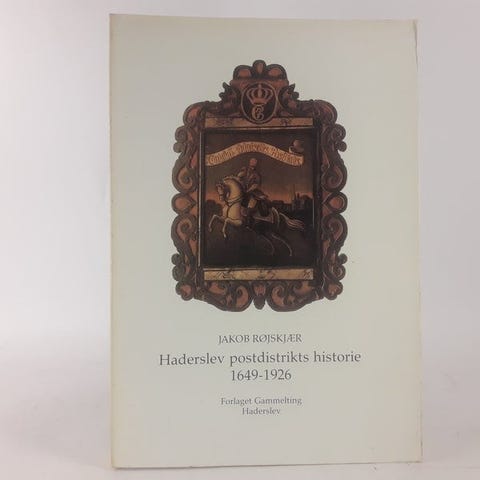 JAKOB RØJSKJÆR
Haderslev postdistrikts historie
1649-1926
Forlaget Gammelting
Haderslev